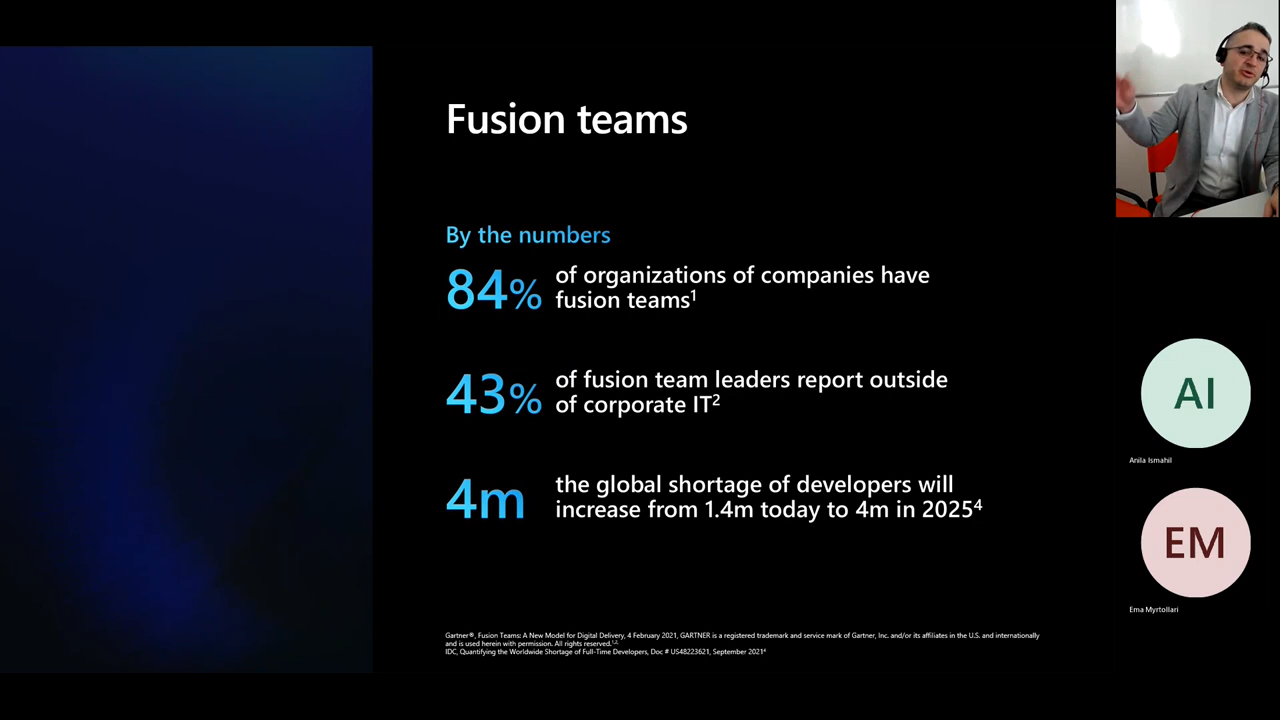 Fusion teams
By the numbers
84% of organizations of companies have
fusion teams¹
43% of fusion team leaders report outside
of corporate IT²
4m the global shortage of developers will
increase from 1.4m today to 4m in 2025⁴
Gartner®, Fusion Teams: A New Model for Digital Delivery, 4 February 2021, GARTNER is a registered trademark and service mark of Gartner, Inc. and/or its affiliates in the U.S. and internationally
and is used herein with permission. All rights reserved.¹·²
IDC, Quantifying the Worldwide Shortage of Full-Time Developers, Doc # US48223621, September 2021⁴
AI
Anila Ismahil
EM
Ema Myrtollari